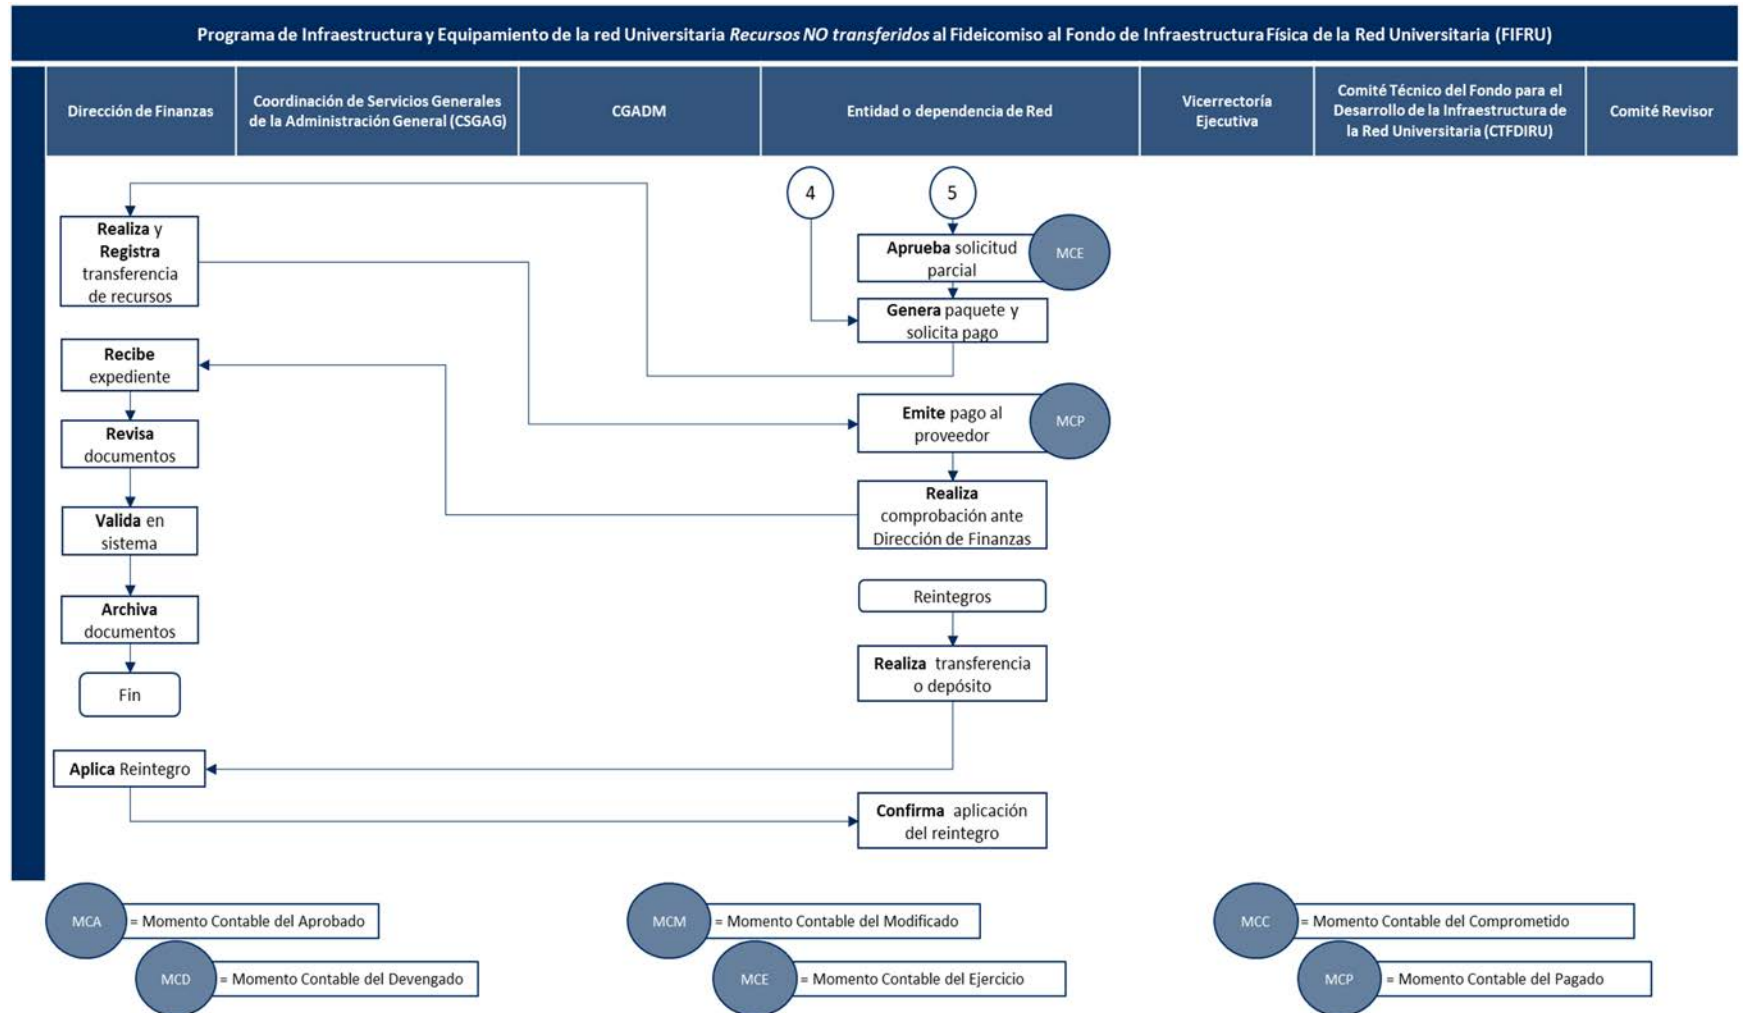 Programa de Infraestructura y Equipamiento de la red Universitaria Recursos NO transferidos al Fideicomiso al Fondo de Infraestructura Física de la Red Universitaria (FIFRU)
Dirección de Finanzas
Coordinación de Servicios Generales
de la Administración General (CSGAG)
CGADM
Entidad o dependencia de Red
Vicerrectoría
Ejecutiva
Comité Técnico del Fondo para el
Desarrollo de la Infraestructura de
la Red Universitaria (CTFDIRU)
Comité Revisor
4
5
Realiza y
Registra
transferencia
de recursos
Aprueba solicitud
parcial
MCE
Genera paquete y
solicita pago
Recibe
expediente
Emite pago al
proveedor
MCP
Revisa
documentos
Realiza
comprobación ante
Dirección de Finanzas
Valida en
sistema
Archiva
documentos
Reintegros
Realiza transferencia
o depósito
Fin
Aplica Reintegro
Confirma aplicación
del reintegro
MCA
= Momento Contable del Aprobado
MCM
= Momento Contable del Modificado
MCC
= Momento Contable del Comprometido
MCD
= Momento Contable del Devengado
MCE
= Momento Contable del Ejercicio
MCP
= Momento Contable del Pagado